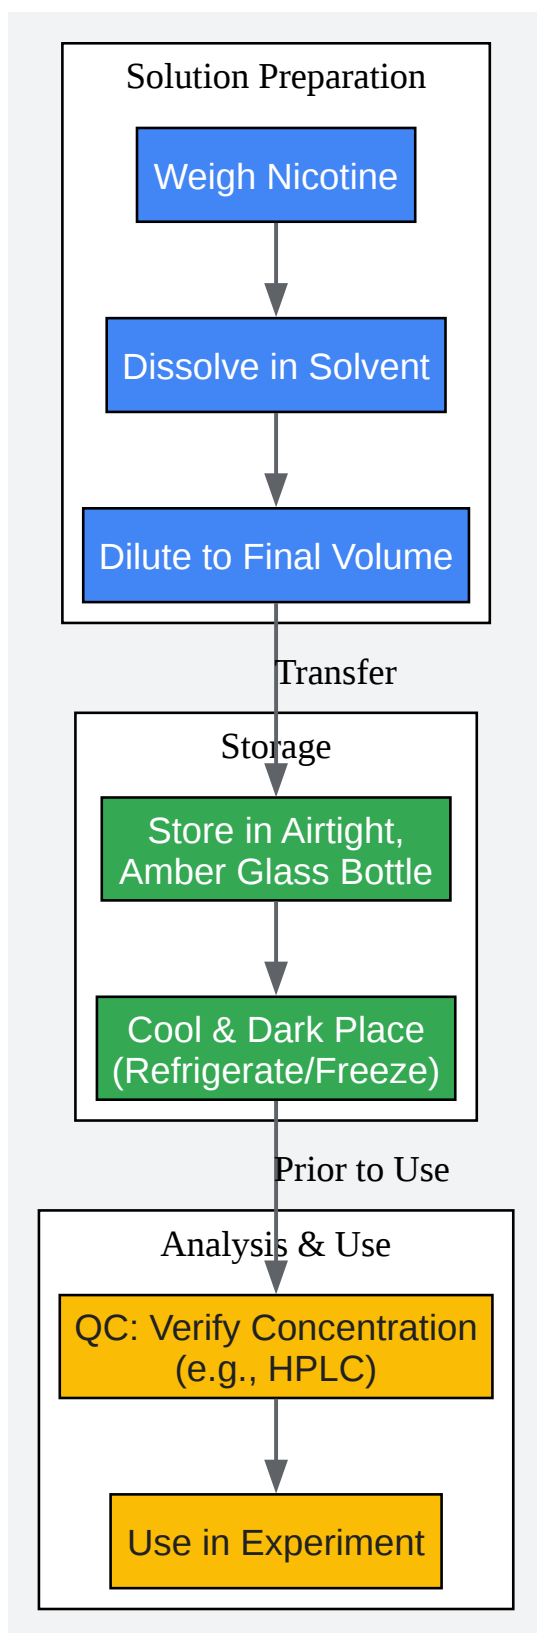 Solution Preparation
Weigh Nicotine
Dissolve in Solvent
Dilute to Final Volume
Transfer
Storage
Store in Airtight,
Amber Glass Bottle
Cool & Dark Place
(Refrigerate/Freeze)
Prior to Use
Analysis & Use
QC: Verify Concentration
(e.g., HPLC)
Use in Experiment